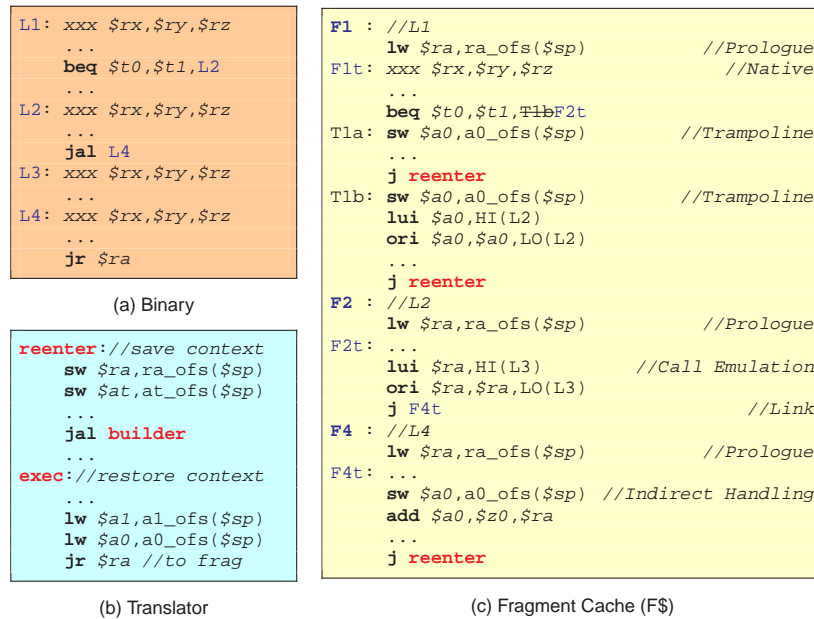 L1: xxx $rx,$ry,$rz
...
beq $t0,$t1,L2
...
L2: xxx $rx,$ry,$rz
...
jal L4
L3: xxx $rx,$ry,$rz
...
L4: xxx $rx,$ry,$rz
...
jr $ra
(a) Binary
reenter://save context
sw $ra,ra_ofs($sp)
sw $at,at_ofs($sp)
...
jal builder
...
exec://restore context
...
lw $a1,a1_ofs($sp)
lw $a0,a0_ofs($sp)
jr $ra //to frag
(b) Translator
F1 : //L1
lw $ra,ra_ofs($sp) //Prologue
F1t: xxx $rx,$ry,$rz //Native
...
beq $t0,$t1,T1bF2t
T1a: sw $a0,a0_ofs($sp) //Trampoline
...
j reenter
T1b: sw $a0,a0_ofs($sp) //Trampoline
lui $a0,HI(L2)
ori $a0,$a0,LO(L2)
...
j reenter
F2 : //L2
lw $ra,ra_ofs($sp) //Prologue
F2t: ...
lui $ra,HI(L3) //Call Emulation
ori $ra,$ra,LO(L3)
j F4t //Link
F4 : //L4
lw $ra,ra_ofs($sp) //Prologue
F4t: ...
sw $a0,a0_ofs($sp) //Indirect Handling
add $a0,$z0,$ra
...
j reenter
(c) Fragment Cache (F$)